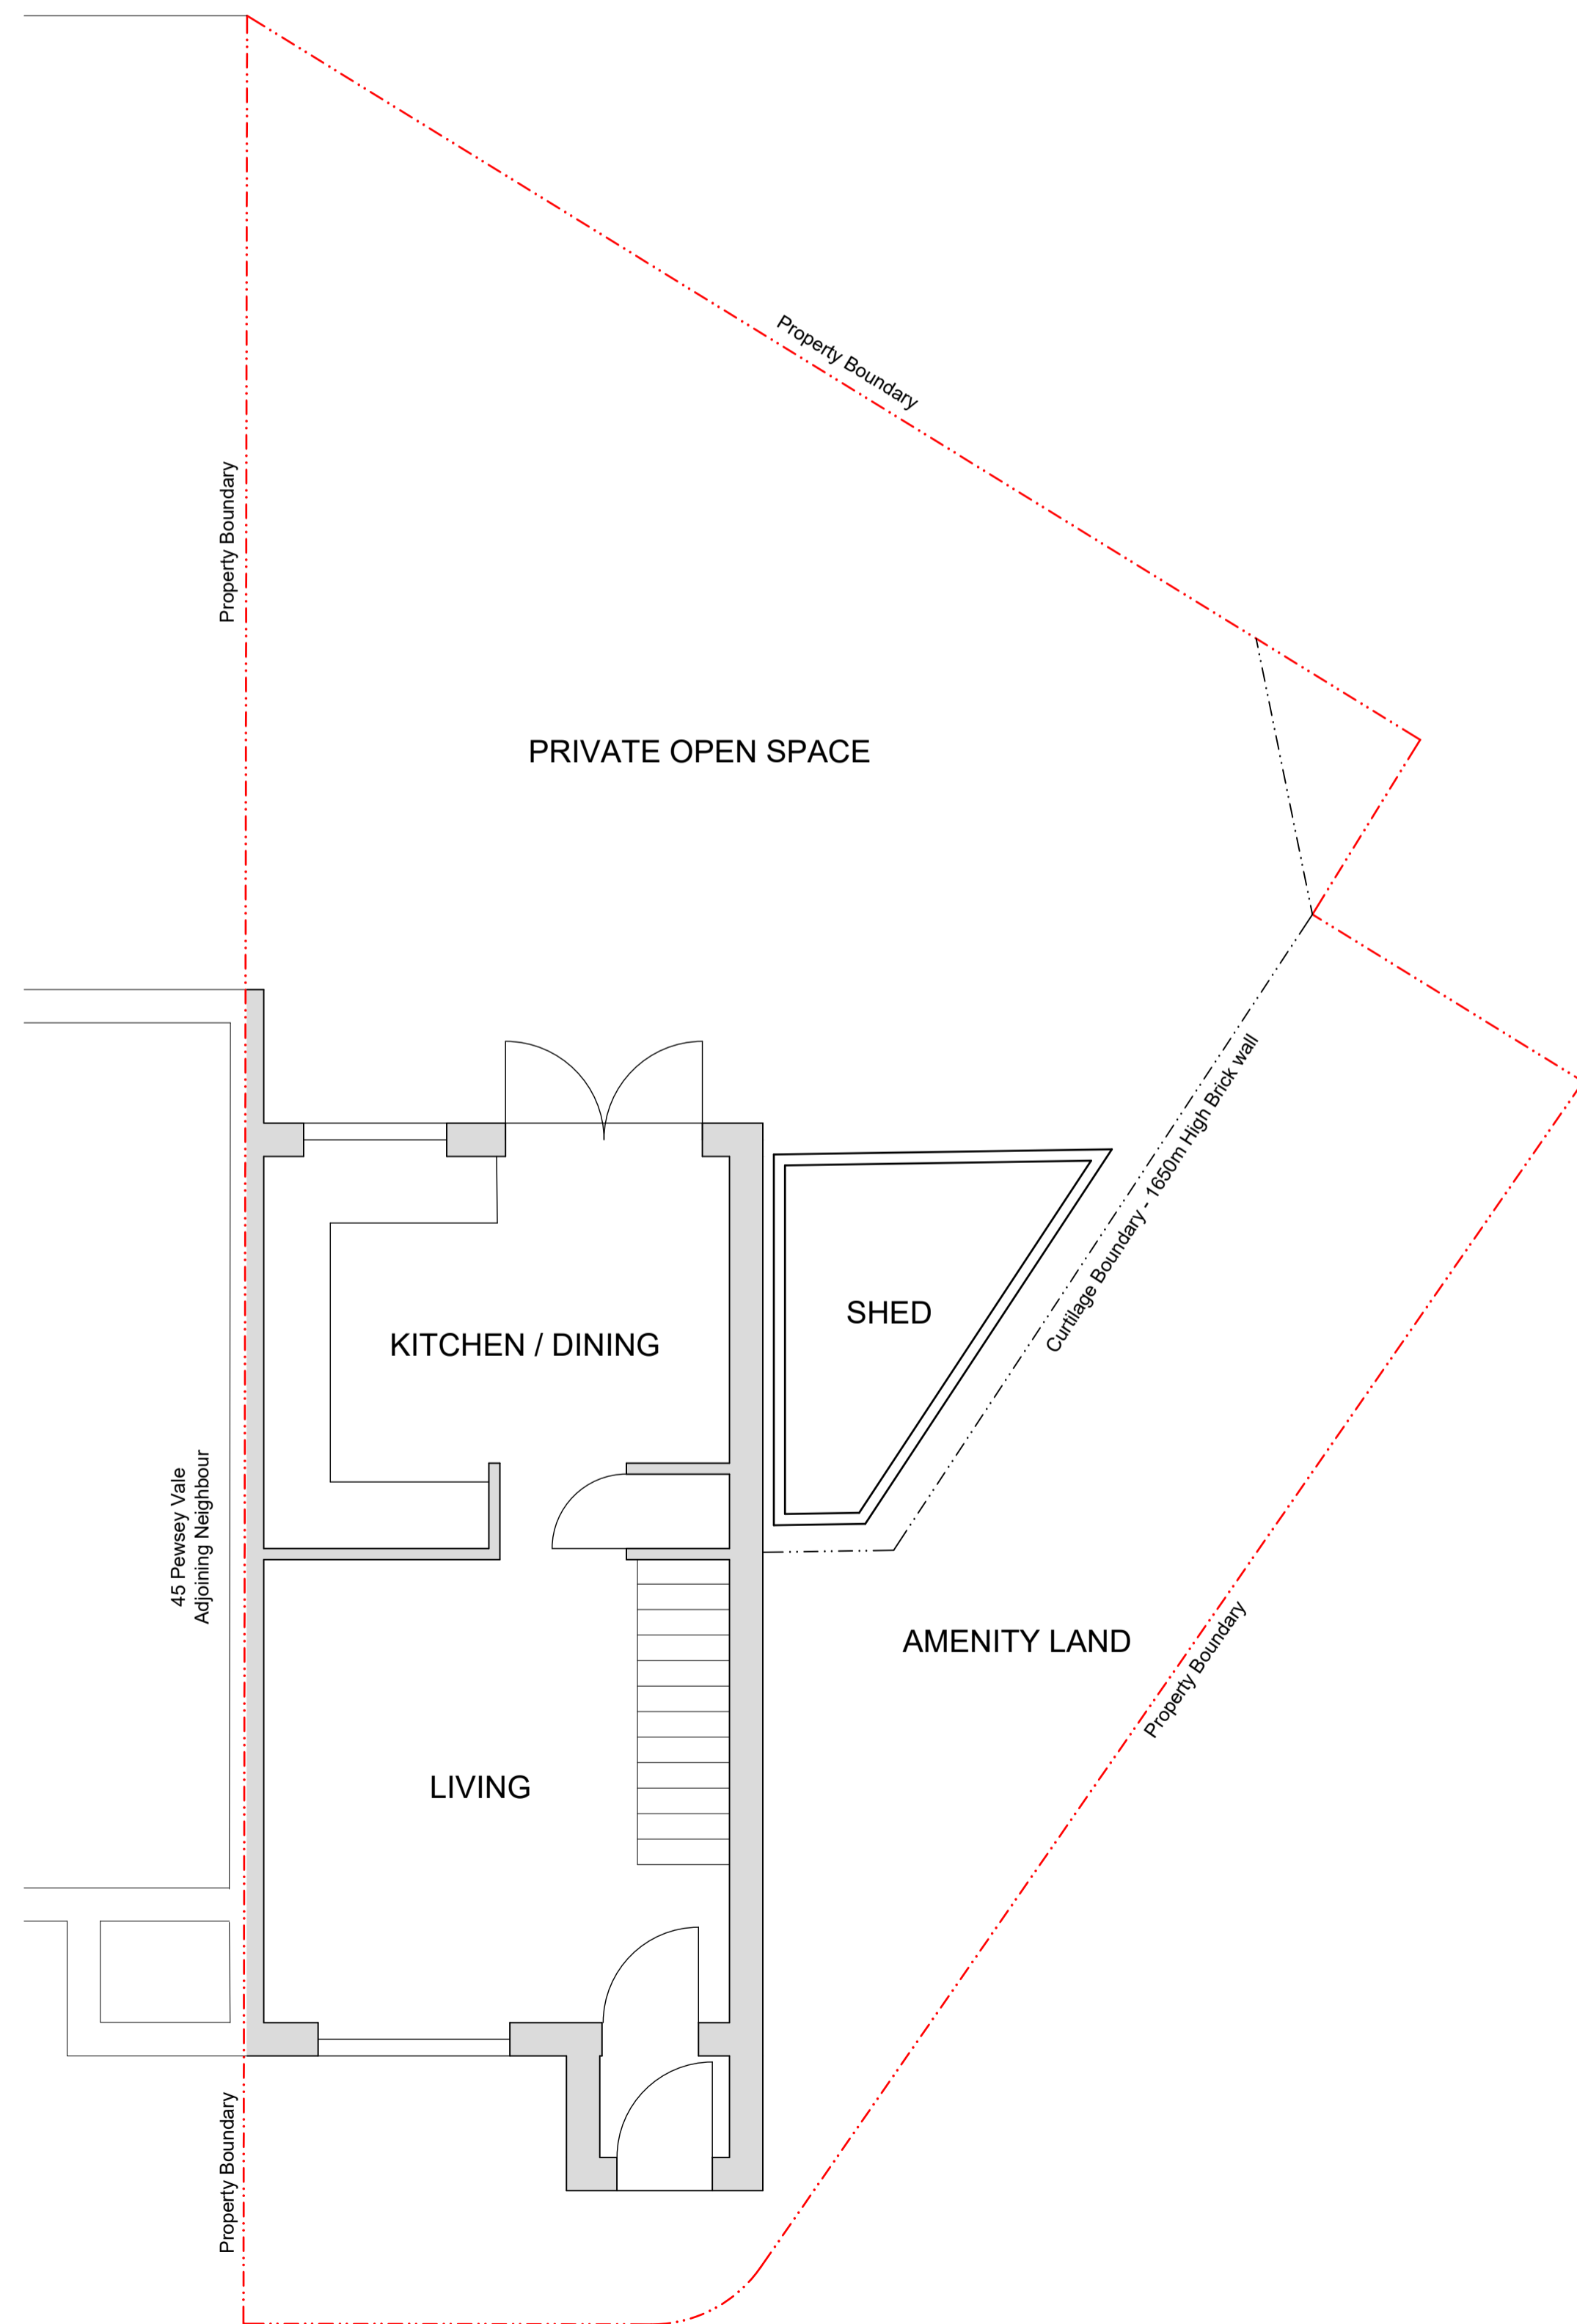 Property Boundary
Property Boundary
PRIVATE OPEN SPACE
Curtilage Boundary - 1650m High Brick wall
SHED
KITCHEN / DINING
45 Pewsey Vale
Adjoining Neighbour
AMENITY LAND
Property Boundary
LIVING
Property Boundary